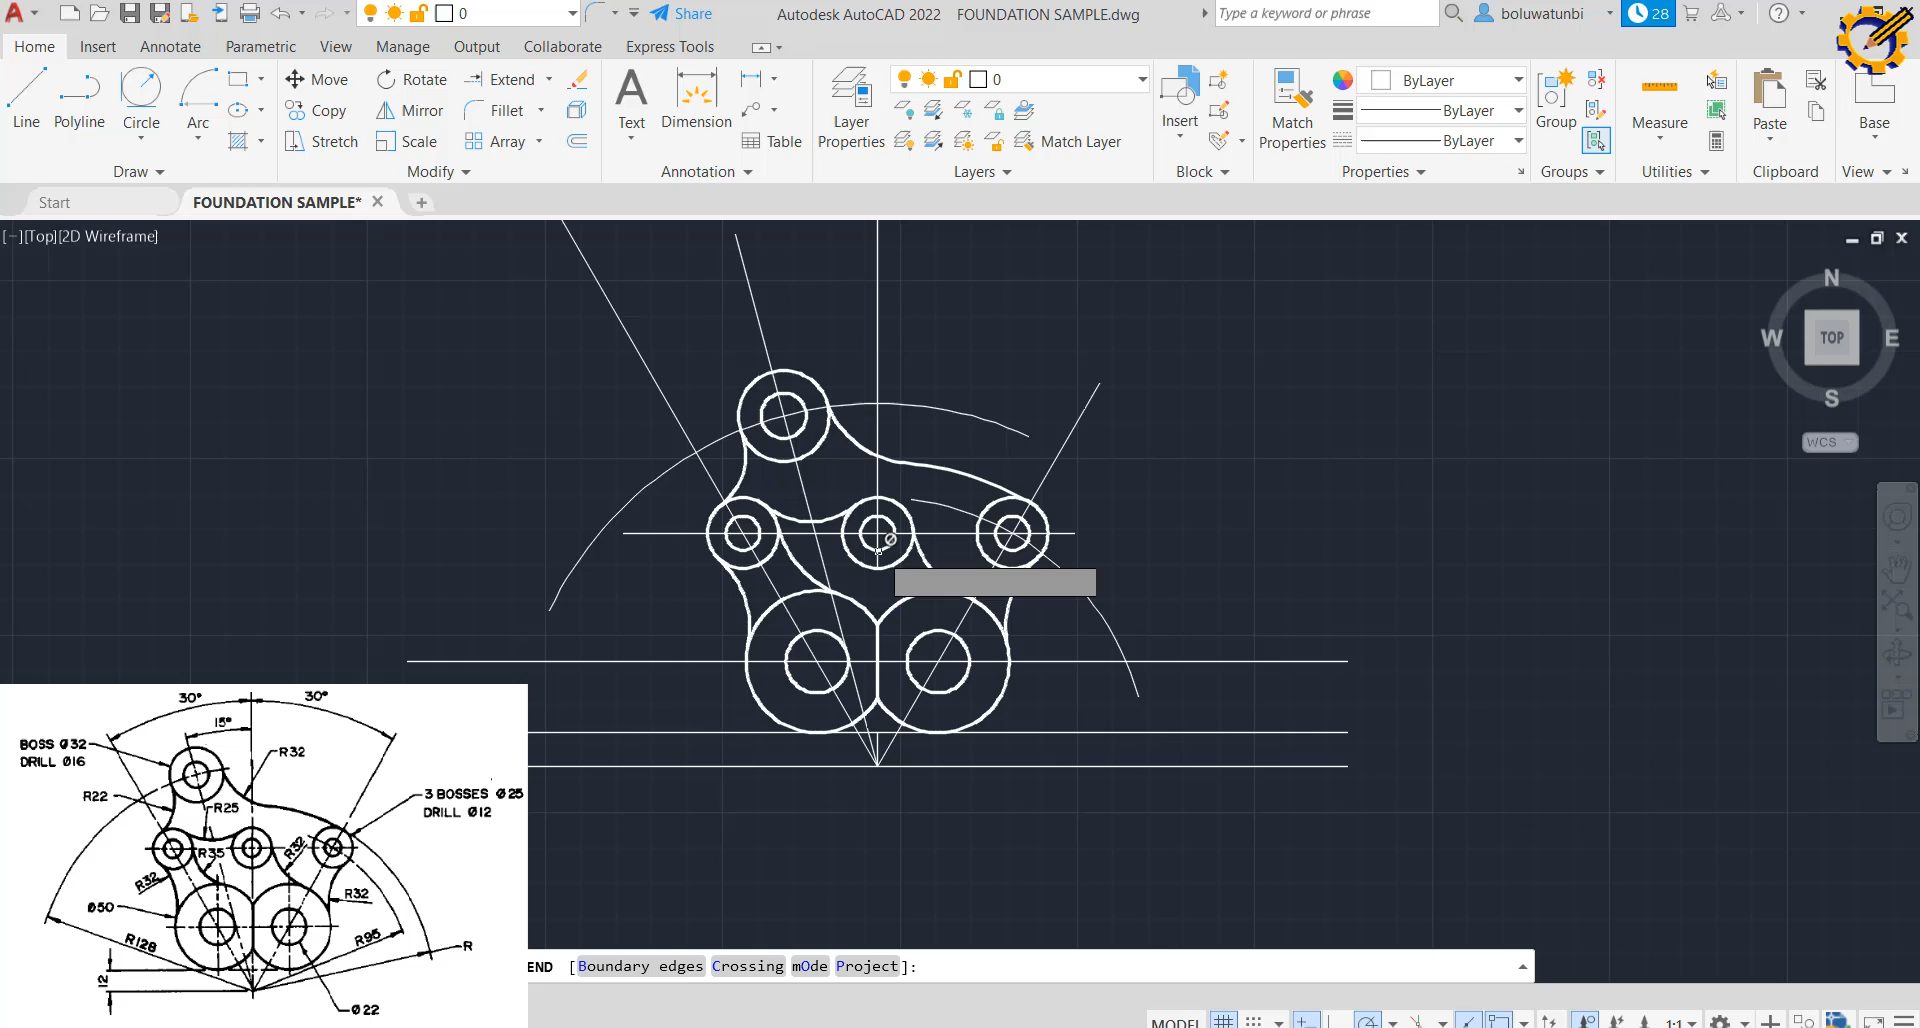 0
Share
Autodesk AutoCAD 2022 FOUNDATION SAMPLE.dwg
Type a keyword or phrase
boluwatunbi
28
Home Insert Annotate Parametric View Manage Output Collaborate Express Tools
Line Polyline Circle Arc
Move Rotate Extend
Copy Mirror Fillet
Stretch Scale Array
Text Dimension
Table
Layer Properties
0
Match Layer
Insert
Match Properties
ByLayer
ByLayer
ByLayer
Group
Measure
Paste
Base
Draw Modify Annotation Layers Block Properties Groups Utilities Clipboard View
Start FOUNDATION SAMPLE*
[−][Top][2D Wireframe]
N
W TOP E
S
WCS
30° 30°
15°
BOSS Ø32
DRILL Ø16
R32
R22
R25
3 BOSSES Ø25
DRILL Ø12
R35
R32
R32
R32
Ø50
R128
R95
R
12
Ø22
END [Boundary edges Crossing mOde Project]:
MODEL 1:1